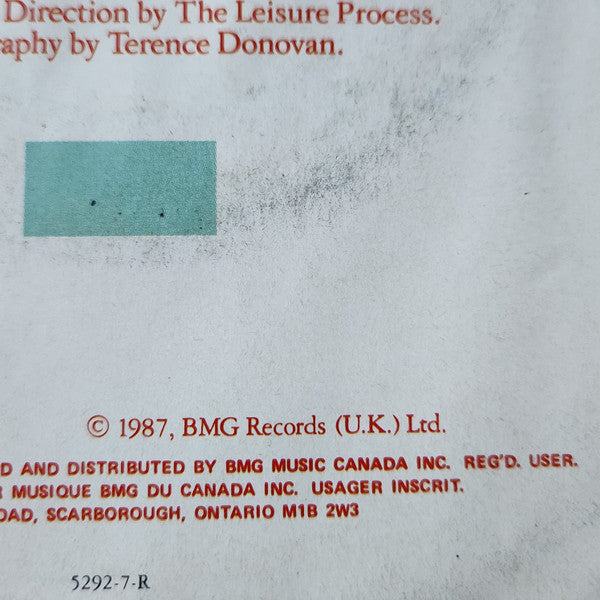 Direction by The Leisure Process.
raphy by Terence Donovan.
© 1987, BMG Records (U.K.) Ltd.
D AND DISTRIBUTED BY BMG MUSIC CANADA INC. REG'D. USER.
R MUSIQUE BMG DU CANADA INC. USAGER INSCRIT.
OAD, SCARBOROUGH, ONTARIO M1B 2W3
5292-7-R